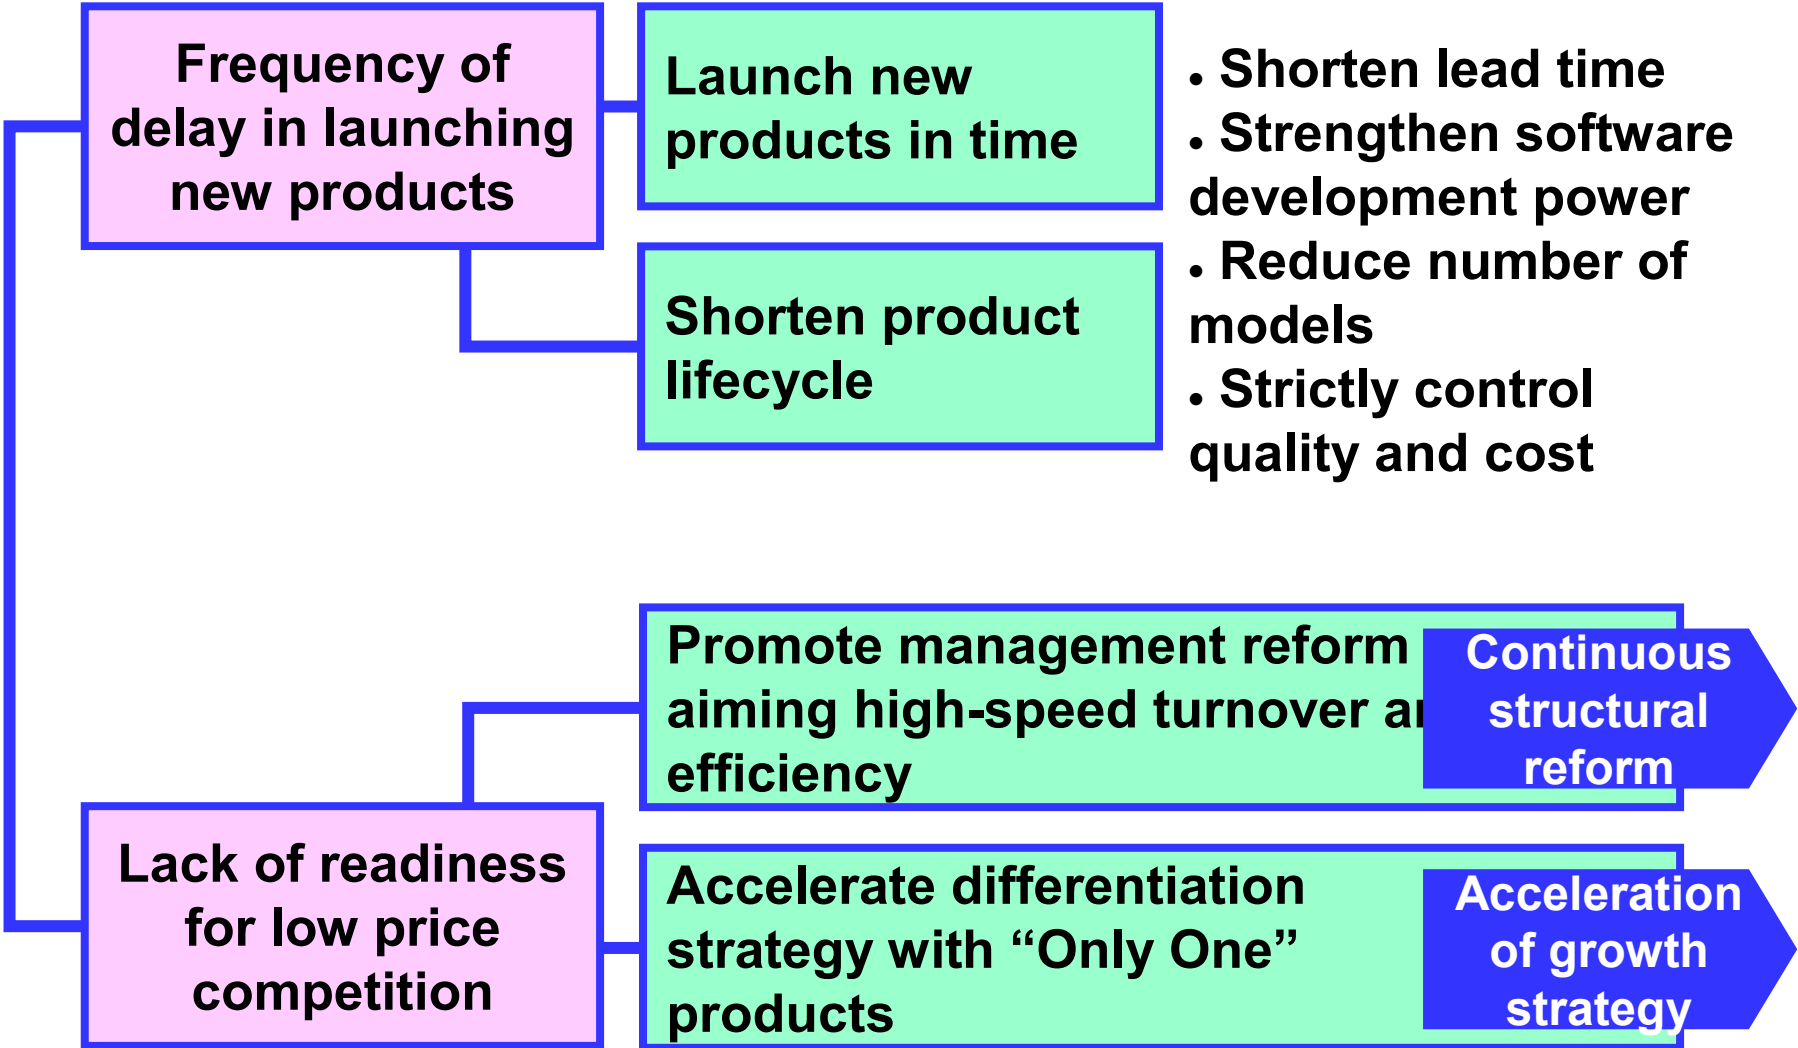 Frequency of
delay in launching
new products
Launch new
products in time
Shorten product
lifecycle
• Shorten lead time
• Strengthen software
development power
• Reduce number of
models
• Strictly control
quality and cost
Promote management reform
aiming high-speed turnover
efficiency
Continuous
structural
reform
Lack of readiness
for low price
competition
Accelerate differentiation
strategy with “Only One”
products
Acceleration
of growth
strategy